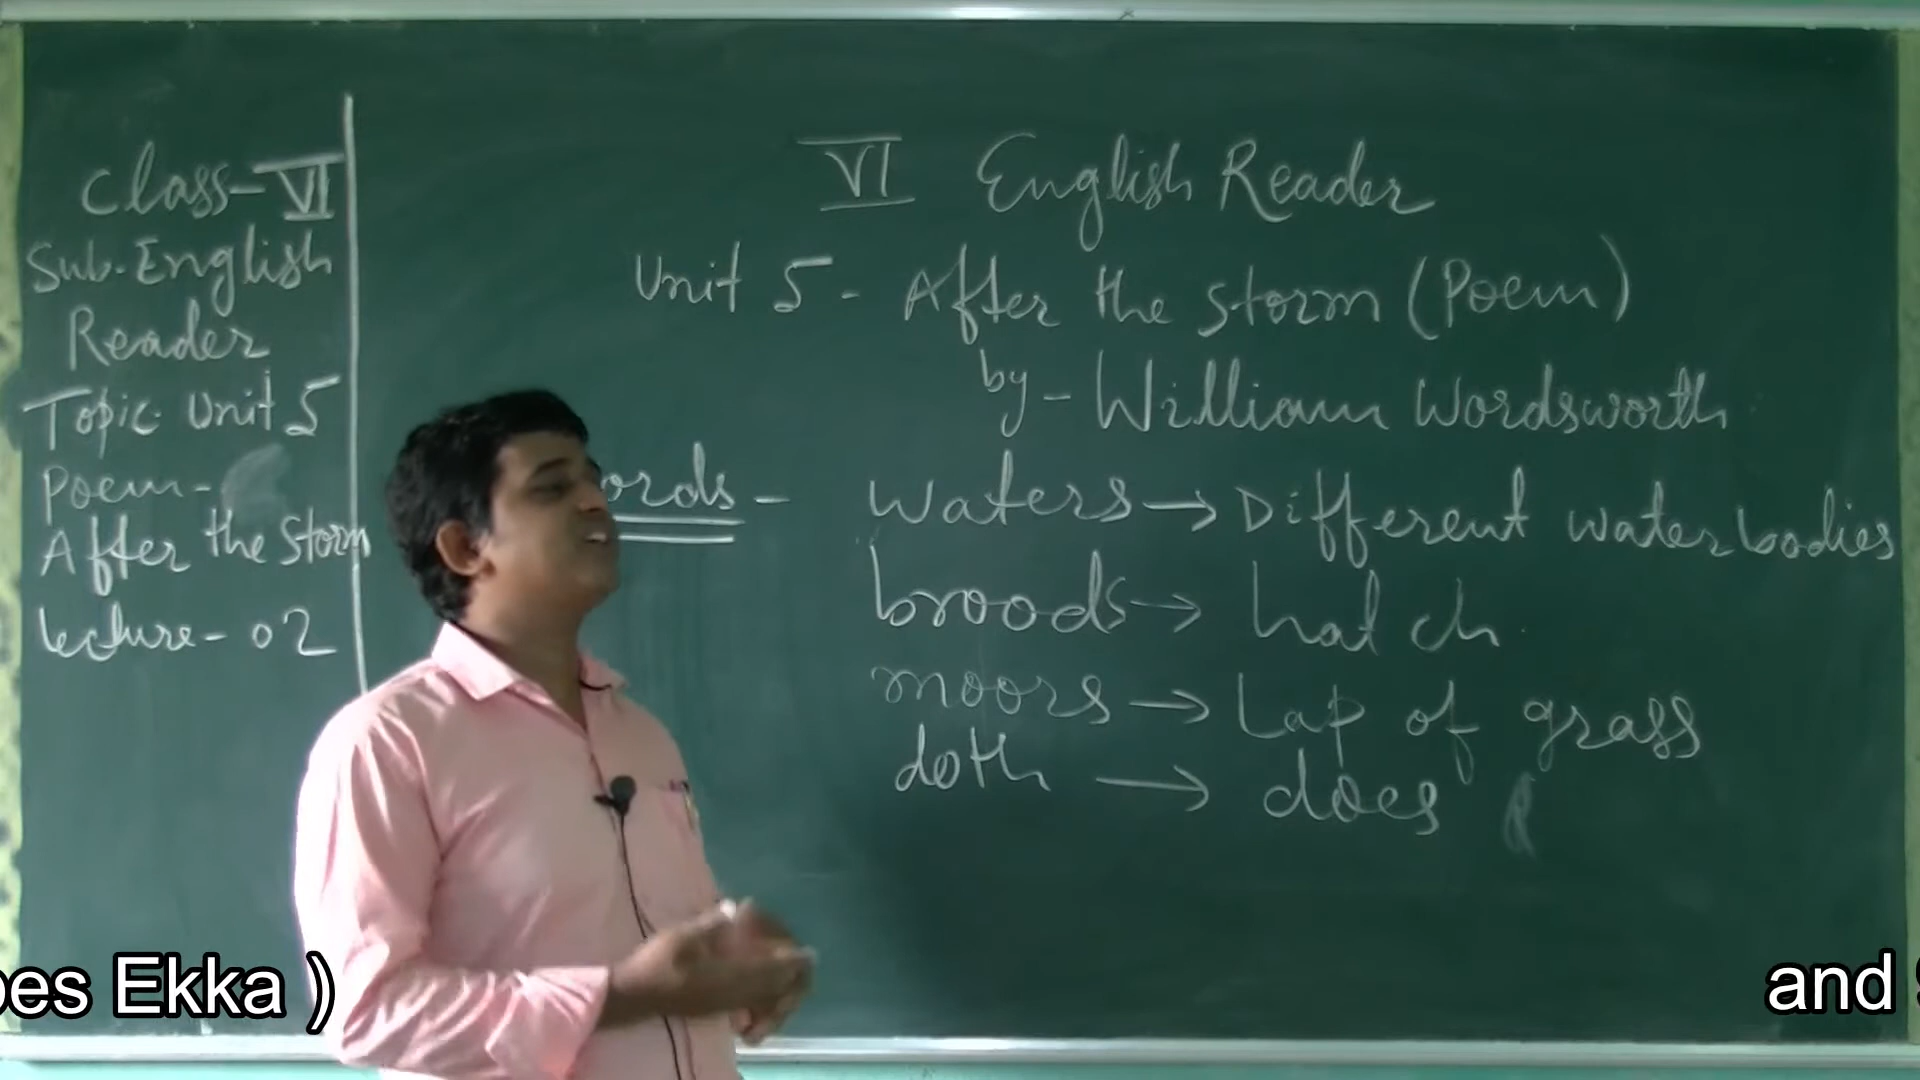 Class-VI
Sub-English
Reader
Topic Unit 5
Poem-
After the Storm
Lecture-02
VI English Reader
Unit 5 - After the Storm (Poem)
by - William Wordsworth
ords - waters → Different water bodies
broods → hatch
moors → Lap of grass
doth → does
oes Ekka ) and